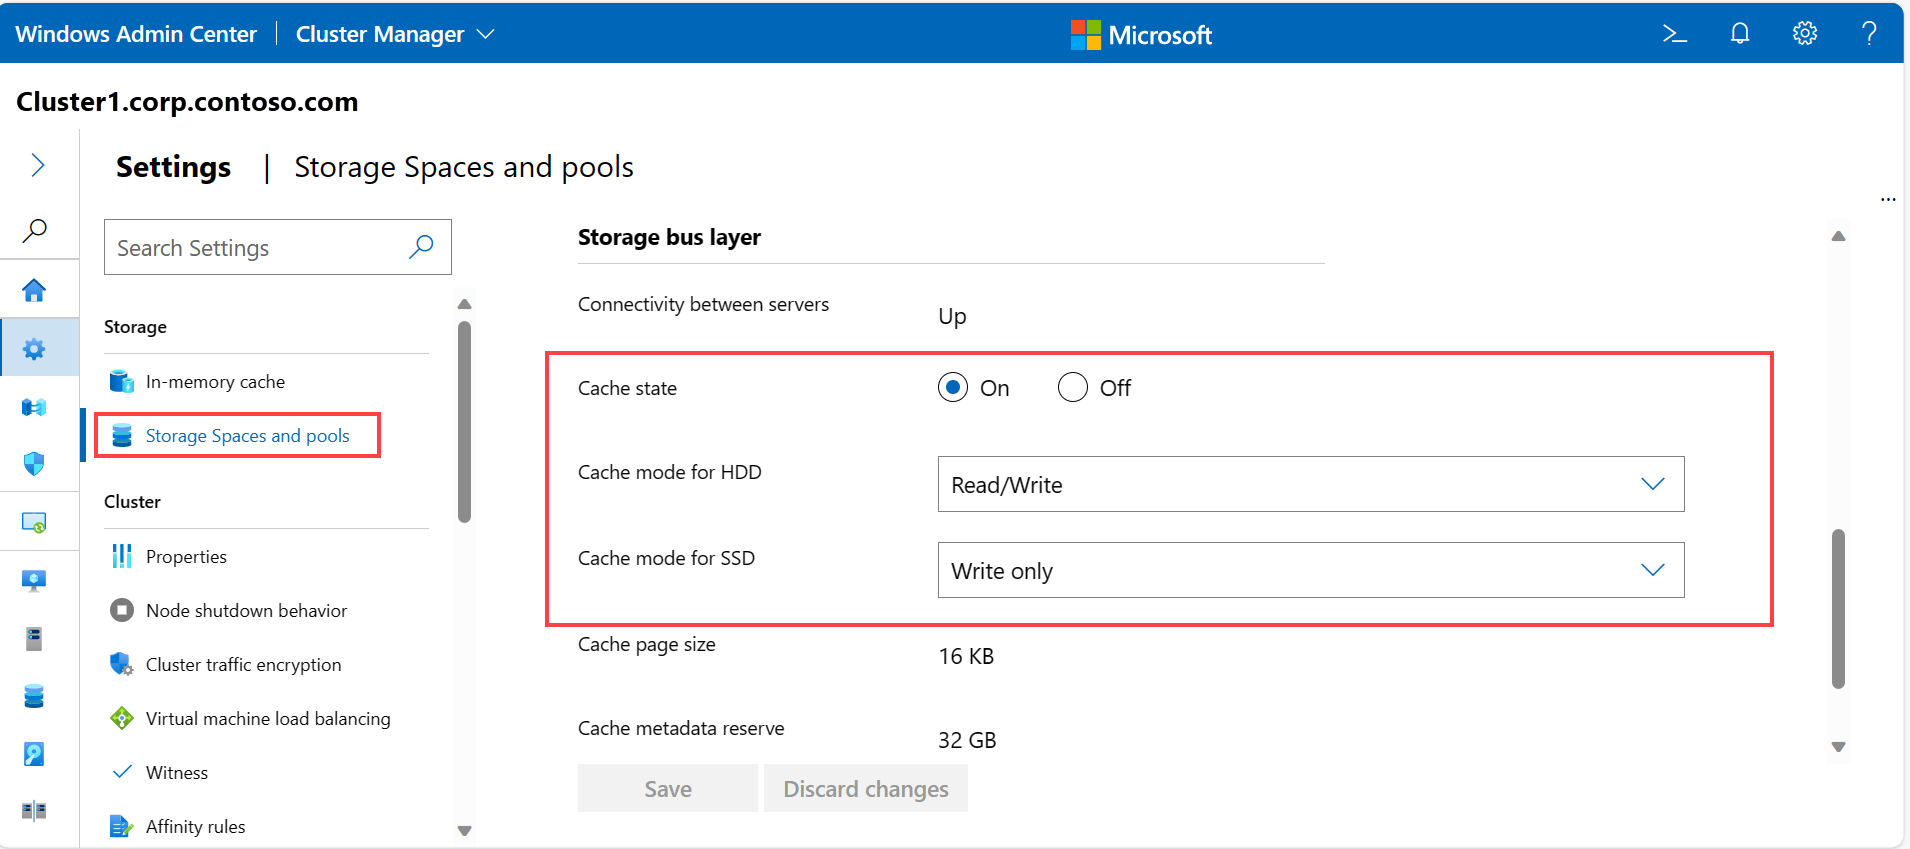 Windows Admin Center | Cluster Manager
Microsoft
Cluster1.corp.contoso.com
Settings | Storage Spaces and pools
Search Settings
Storage
In-memory cache
Storage Spaces and pools
Cluster
Properties
Node shutdown behavior
Cluster traffic encryption
Virtual machine load balancing
Witness
Affinity rules
Storage bus layer
Connectivity between servers Up
Cache state On Off
Cache mode for HDD Read/Write
Cache mode for SSD Write only
Cache page size 16 KB
Cache metadata reserve 32 GB
Save Discard changes